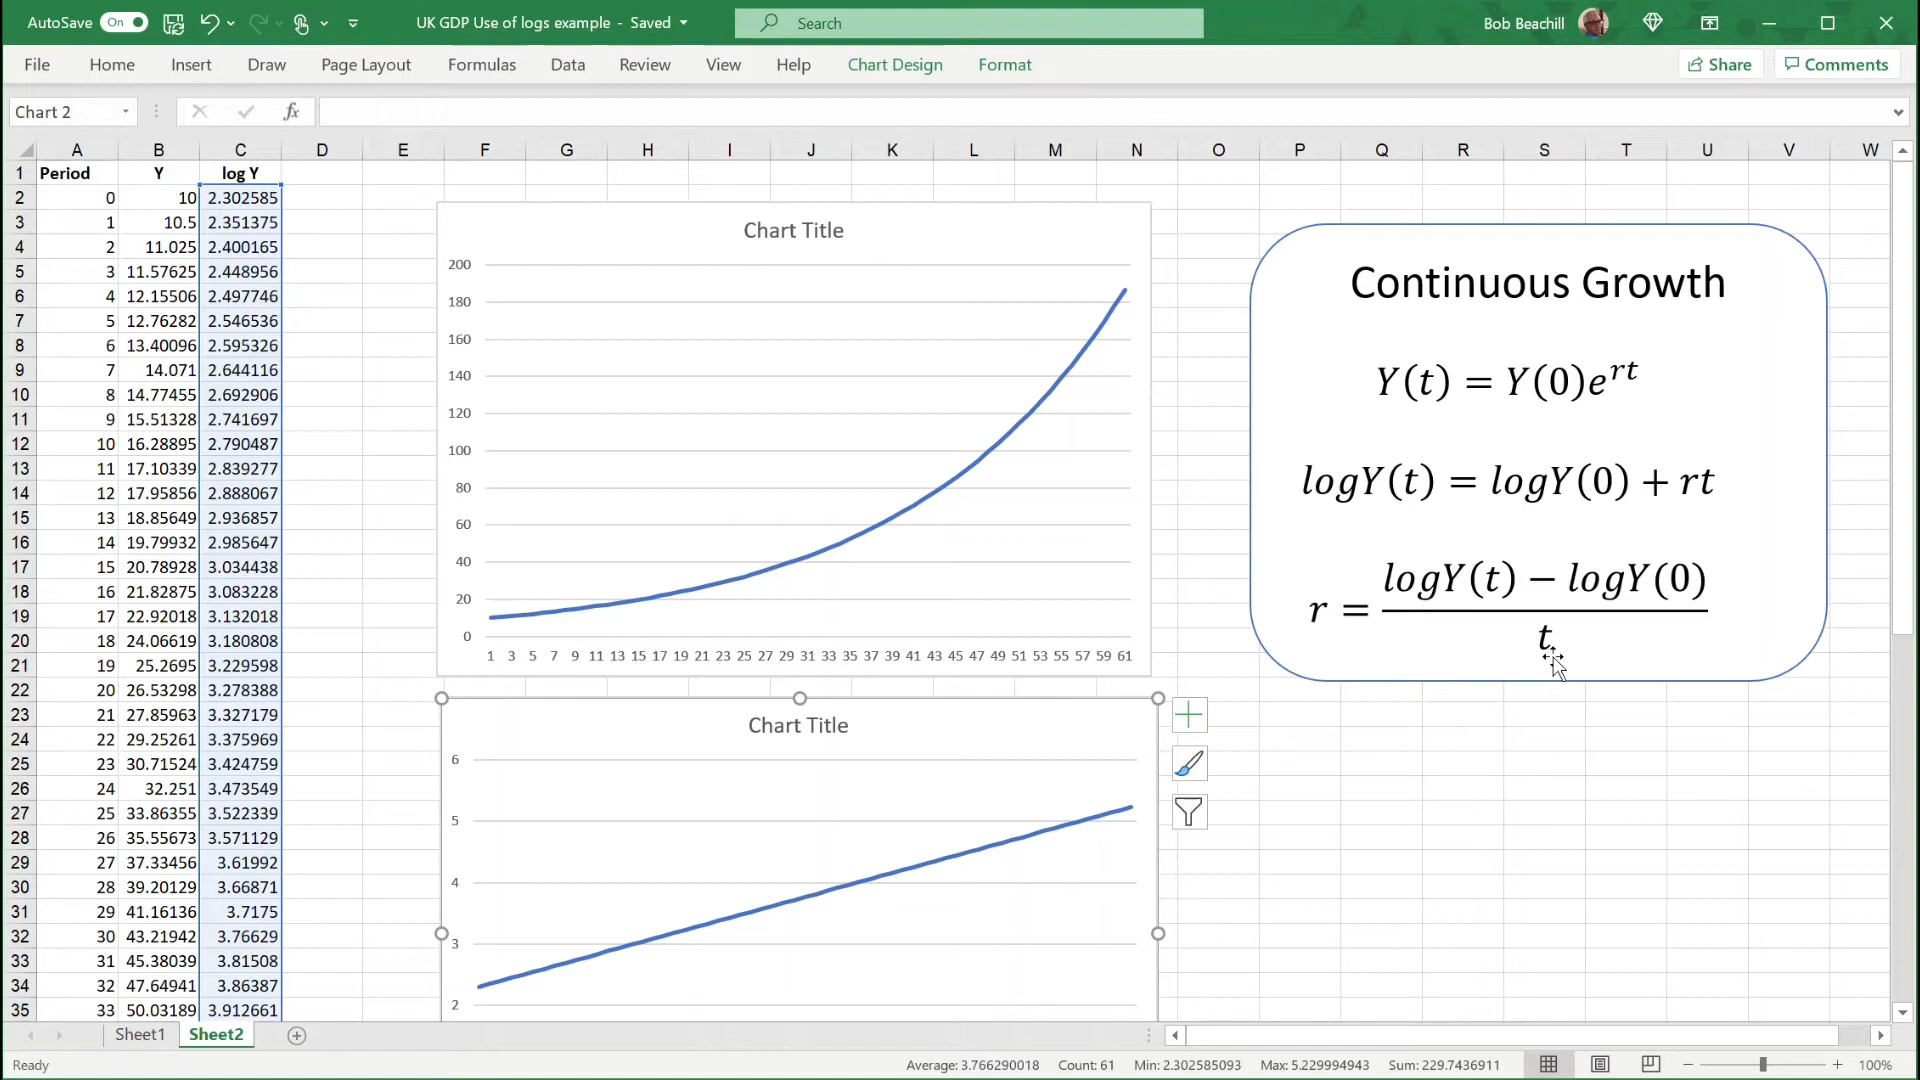 AutoSave On UK GDP Use of logs example - Saved Search Bob Beachill
File Home Insert Draw Page Layout Formulas Data Review View Help Chart Design Format Share Comments
Chart 2 fx
A B C D E F G H I J K L M N O P Q R S T U V W
1 Period Y log Y
2 0 10 2.302585
3 1 10.5 2.351375
4 2 11.025 2.400165
5 3 11.57625 2.448956
6 4 12.15506 2.497746
7 5 12.76282 2.546536
8 6 13.40096 2.595326
9 7 14.071 2.644116
10 8 14.77455 2.692906
11 9 15.51328 2.741697
12 10 16.28895 2.790487
13 11 17.10339 2.839277
14 12 17.95856 2.888067
15 13 18.85649 2.936857
16 14 19.79932 2.985647
17 15 20.78928 3.034438
18 16 21.82875 3.083228
19 17 22.92018 3.132018
20 18 24.06619 3.180808
21 19 25.2695 3.229598
22 20 26.53298 3.278388
23 21 27.85963 3.327179
24 22 29.25261 3.375969
25 23 30.71524 3.424759
26 24 32.251 3.473549
27 25 33.86355 3.522339
28 26 35.55673 3.571129
29 27 37.33456 3.61992
30 28 39.20129 3.66871
31 29 41.16136 3.7175
32 30 43.21942 3.76629
33 31 45.38039 3.81508
34 32 47.64941 3.86387
35 33 50.03189 3.912661
Chart Title
200
180
160
140
120
100
80
60
40
20
0
1 3 5 7 9 11 13 15 17 19 21 23 25 27 29 31 33 35 37 39 41 43 45 47 49 51 53 55 57 59 61
Chart Title
6
5
4
3
2
Continuous Growth
Y(t) = Y(0)e^{rt}
logY(t) = logY(0) + rt
logY(t) − logY(0)
r =
t
Sheet1 Sheet2
Ready Average: 3.766290018 Count: 61 Min: 2.302585093 Max: 5.229994943 Sum: 229.7436911 100%